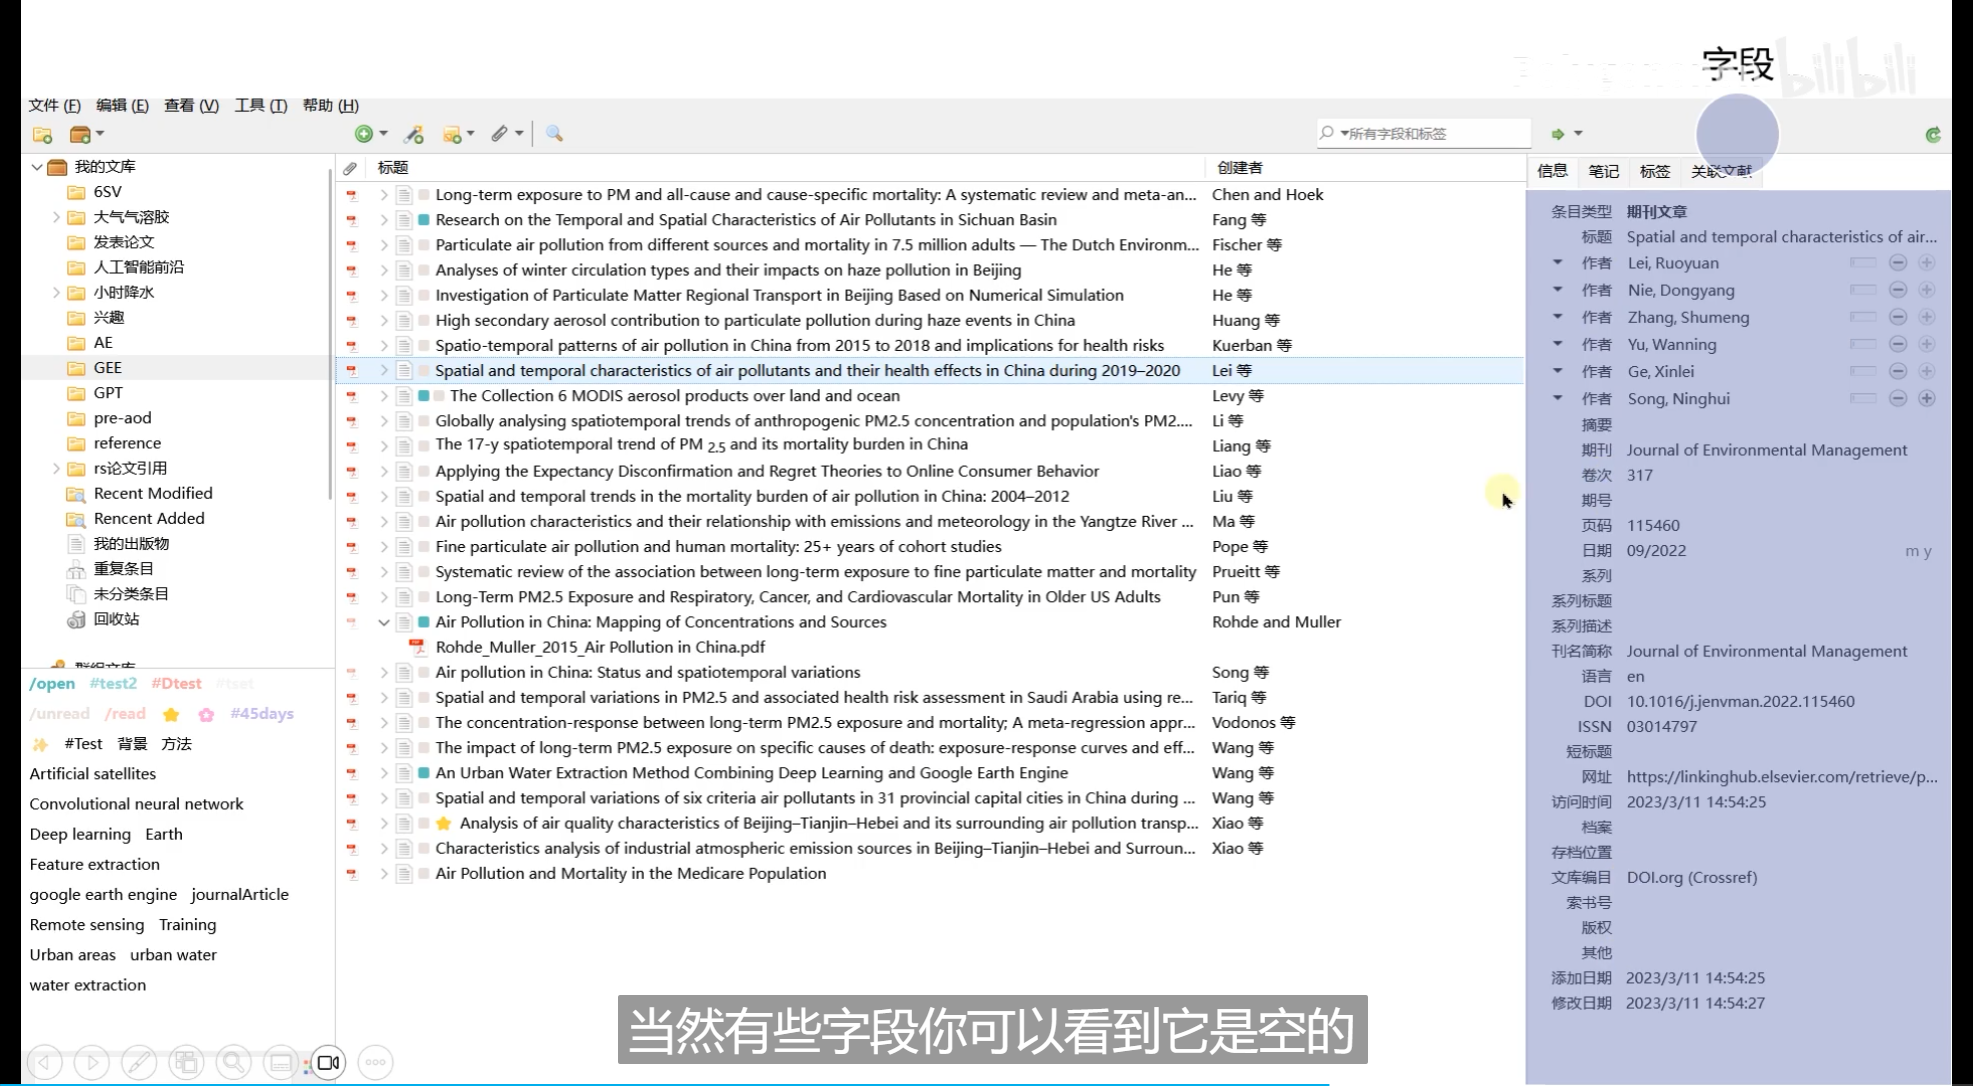 字段
bilibili
文件 (F) 编辑 (E) 查看 (V) 工具 (T) 帮助 (H)
所有字段和标签
我的文库
6SV
大气气溶胶
发表论文
人工智能前沿
小时降水
兴趣
AE
GEE
GPT
pre-aod
reference
rs论文引用
Recent Modified
Rencent Added
我的出版物
重复条目
未分类条目
回收站
群组文库
/open #test2 #Dtest #tset
/unread /read #45days
#Test 背景 方法
Artificial satellites
Convolutional neural network
Deep learning Earth
Feature extraction
google earth engine journalArticle
Remote sensing Training
Urban areas urban water
water extraction
标题 创建者
Long-term exposure to PM and all-cause and cause-specific mortality: A systematic review and meta-an... Chen and Hoek
Research on the Temporal and Spatial Characteristics of Air Pollutants in Sichuan Basin Fang 等
Particulate air pollution from different sources and mortality in 7.5 million adults — The Dutch Environm... Fischer 等
Analyses of winter circulation types and their impacts on haze pollution in Beijing He 等
Investigation of Particulate Matter Regional Transport in Beijing Based on Numerical Simulation He 等
High secondary aerosol contribution to particulate pollution during haze events in China Huang 等
Spatio-temporal patterns of air pollution in China from 2015 to 2018 and implications for health risks Kuerban 等
Spatial and temporal characteristics of air pollutants and their health effects in China during 2019–2020 Lei 等
The Collection 6 MODIS aerosol products over land and ocean Levy 等
Globally analysing spatiotemporal trends of anthropogenic PM2.5 concentration and population's PM2.... Li 等
The 17-y spatiotemporal trend of PM 2.5 and its mortality burden in China Liang 等
Applying the Expectancy Disconfirmation and Regret Theories to Online Consumer Behavior Liao 等
Spatial and temporal trends in the mortality burden of air pollution in China: 2004–2012 Liu 等
Air pollution characteristics and their relationship with emissions and meteorology in the Yangtze River ... Ma 等
Fine particulate air pollution and human mortality: 25+ years of cohort studies Pope 等
Systematic review of the association between long-term exposure to fine particulate matter and mortality Prueitt 等
Long-Term PM2.5 Exposure and Respiratory, Cancer, and Cardiovascular Mortality in Older US Adults Pun 等
Air Pollution in China: Mapping of Concentrations and Sources Rohde and Muller
Rohde_Muller_2015_Air Pollution in China.pdf
Air pollution in China: Status and spatiotemporal variations Song 等
Spatial and temporal variations in PM2.5 and associated health risk assessment in Saudi Arabia using re... Tariq 等
The concentration-response between long-term PM2.5 exposure and mortality; A meta-regression appr... Vodonos 等
The impact of long-term PM2.5 exposure on specific causes of death: exposure-response curves and eff... Wang 等
An Urban Water Extraction Method Combining Deep Learning and Google Earth Engine Wang 等
Spatial and temporal variations of six criteria air pollutants in 31 provincial capital cities in China during ... Wang 等
Analysis of air quality characteristics of Beijing–Tianjin–Hebei and its surrounding air pollution transp... Xiao 等
Characteristics analysis of industrial atmospheric emission sources in Beijing–Tianjin–Hebei and Surroun... Xiao 等
Air Pollution and Mortality in the Medicare Population
信息 笔记 标签 关联文献
条目类型 期刊文章
标题 Spatial and temporal characteristics of air...
作者 Lei, Ruoyuan
作者 Nie, Dongyang
作者 Zhang, Shumeng
作者 Yu, Wanning
作者 Ge, Xinlei
作者 Song, Ninghui
摘要
期刊 Journal of Environmental Management
卷次 317
期号
页码 115460
日期 09/2022 m y
系列
系列标题
系列描述
刊名简称 Journal of Environmental Management
语言 en
DOI 10.1016/j.jenvman.2022.115460
ISSN 03014797
短标题
网址 https://linkinghub.elsevier.com/retrieve/p...
访问时间 2023/3/11 14:54:25
档案
存档位置
文库编目 DOI.org (Crossref)
索书号
版权
其他
添加日期 2023/3/11 14:54:25
修改日期 2023/3/11 14:54:27
当然有些字段你可以看到它是空的